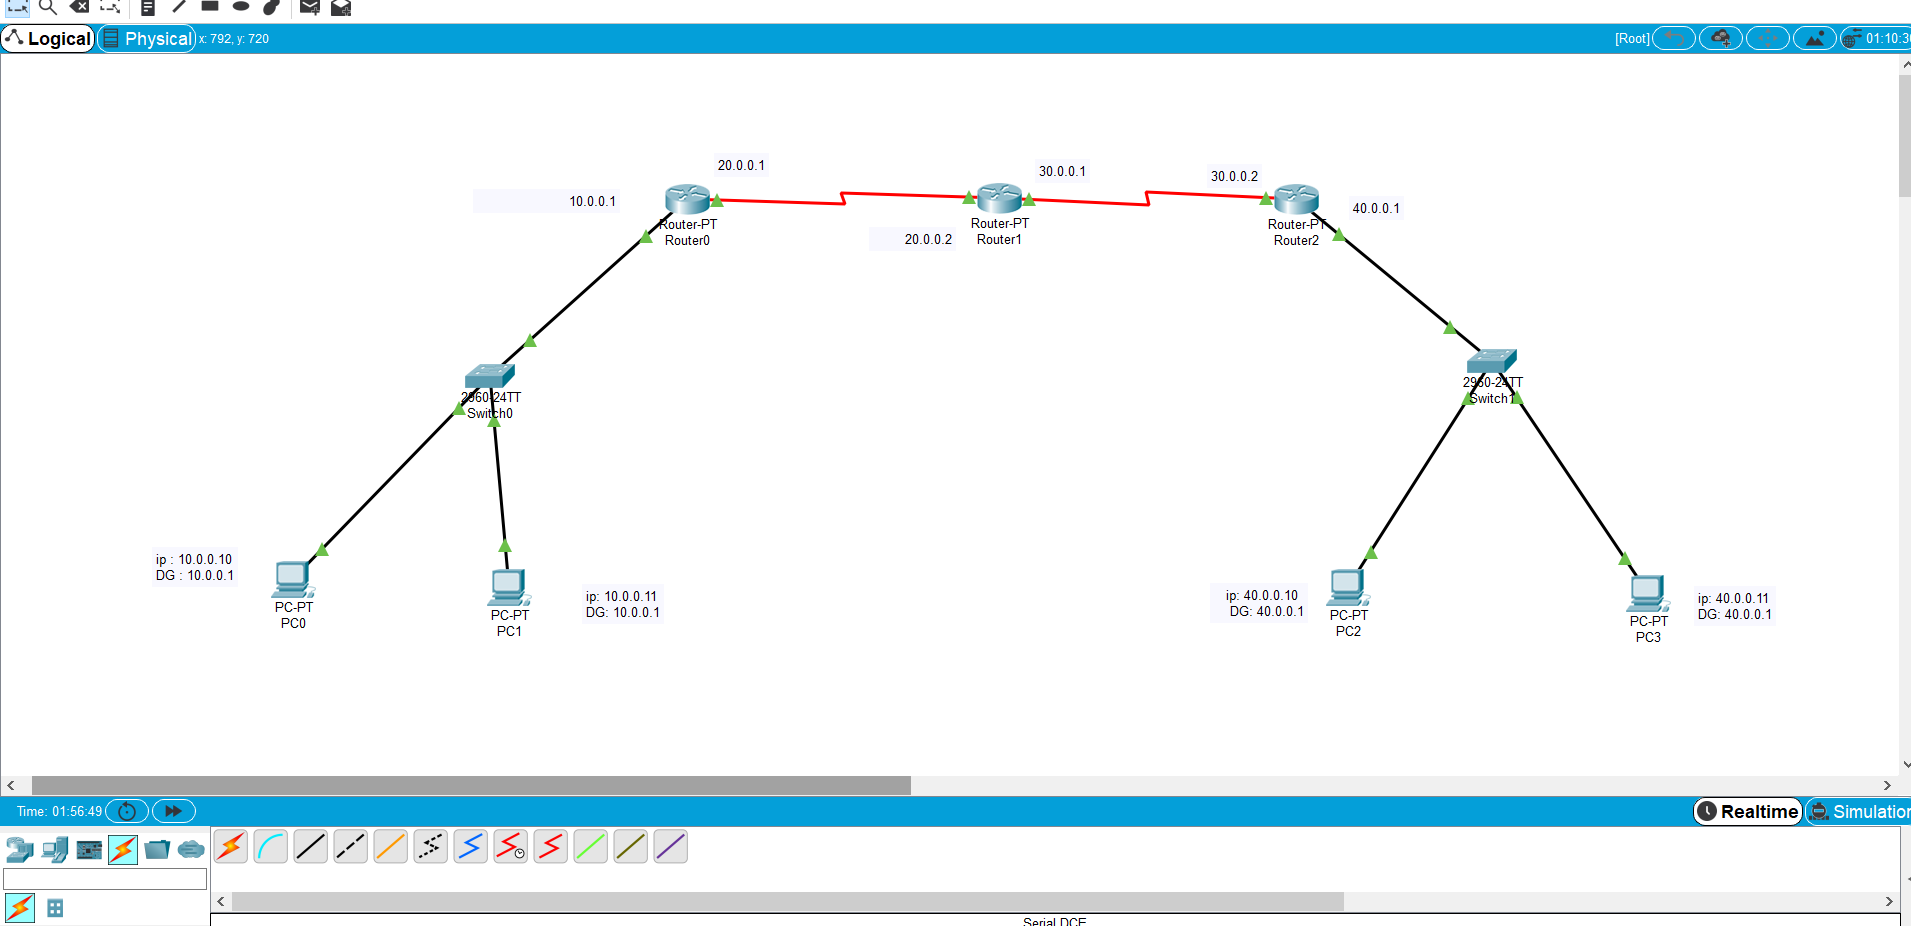 Logical
Physical
x: 792, y: 720
[Root]
20.0.0.1
30.0.0.1
30.0.0.2
10.0.0.1
40.0.0.1
Router-PT
Router0
20.0.0.2
Router-PT
Router1
Router-PT
Router2
2960-24TT
Switch0
2960-24TT
Switch1
ip : 10.0.0.10
DG : 10.0.0.1
PC-PT
PC0
PC-PT
PC1
ip: 10.0.0.11
DG: 10.0.0.1
ip: 40.0.0.10
DG: 40.0.0.1
PC-PT
PC2
PC-PT
PC3
ip: 40.0.0.11
DG: 40.0.0.1
Time: 01:56:49
Realtime
Simulation
Serial DCE